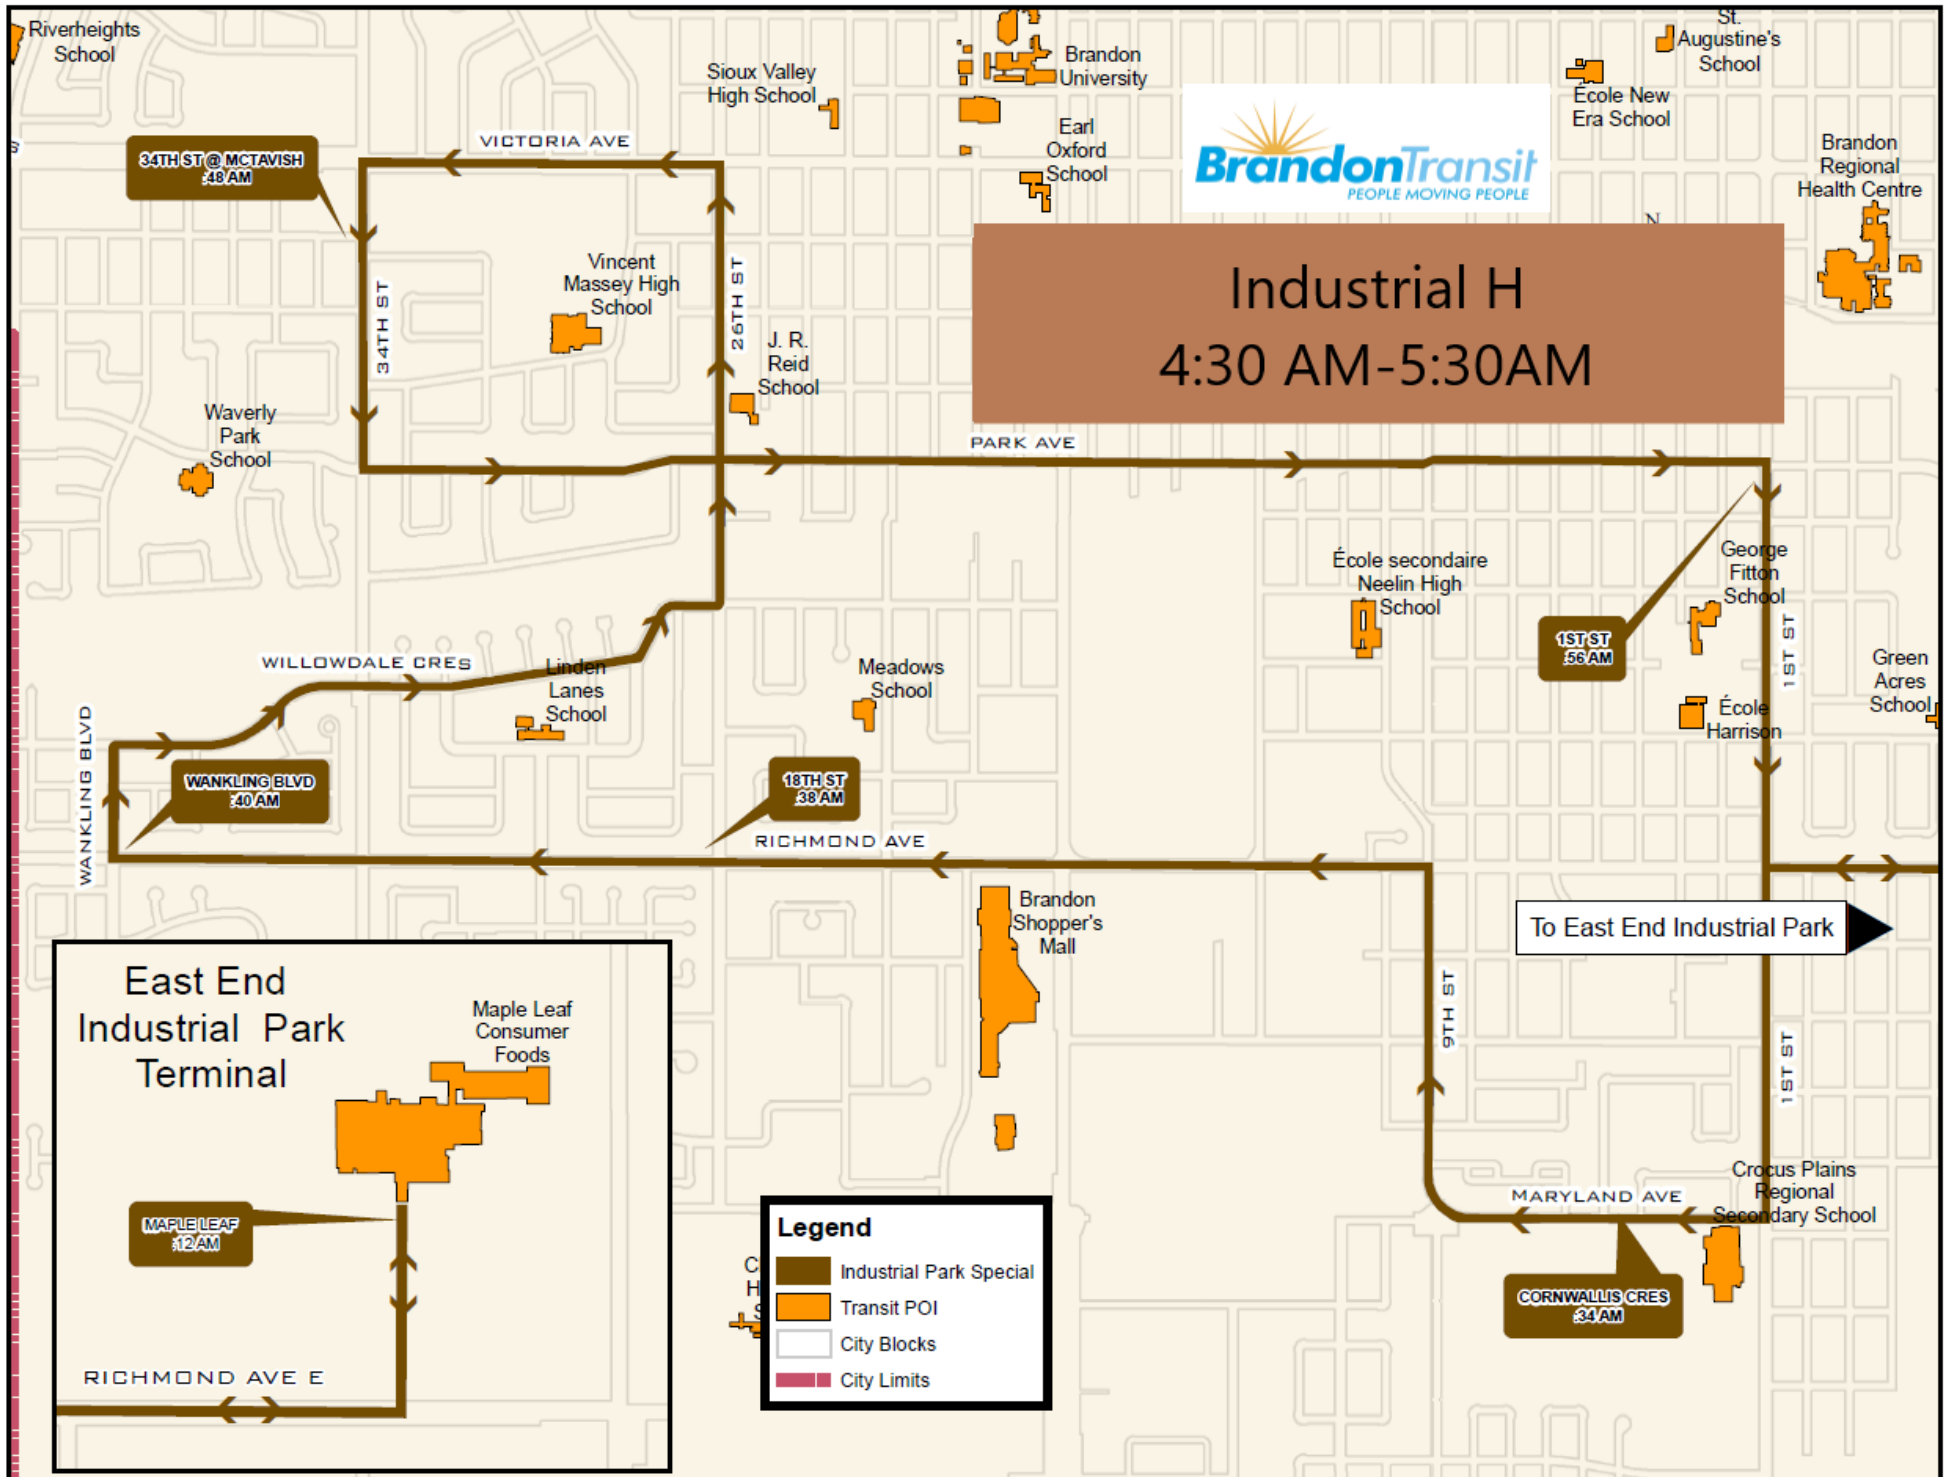 Riverheights
School
Sioux Valley
High School
Brandon
University
Earl
Oxford
School
BrandonTransit
PEOPLE MOVING PEOPLE
St.
Augustine's
School
École New
Era School
Brandon
Regional
Health Centre
N
34TH ST @ MCTAVISH
:48 AM
VICTORIA AVE
Industrial H
4:30 AM-5:30AM
Vincent
Massey High
School
34TH ST
26TH ST
J. R.
Reid
School
Waverly
Park
School
PARK AVE
École secondaire
Neelin High
School
George
Fitton
School
1ST ST
:56 AM
1ST ST
Green
Acres
School
École
Harrison
WILLOWDALE CRES
Linden
Lanes
School
Meadows
School
WANKLING BLVD
WANKLING BLVD
:40 AM
18TH ST
:38 AM
RICHMOND AVE
Brandon
Shopper's
Mall
To East End Industrial Park
9TH ST
1ST ST
East End
Industrial Park
Terminal
Maple Leaf
Consumer
Foods
MAPLE LEAF
:12 AM
RICHMOND AVE E
Crocus Plains
Regional
Secondary School
MARYLAND AVE
CORNWALLIS CRES
:34 AM
Legend
Industrial Park Special
Transit POI
City Blocks
City Limits